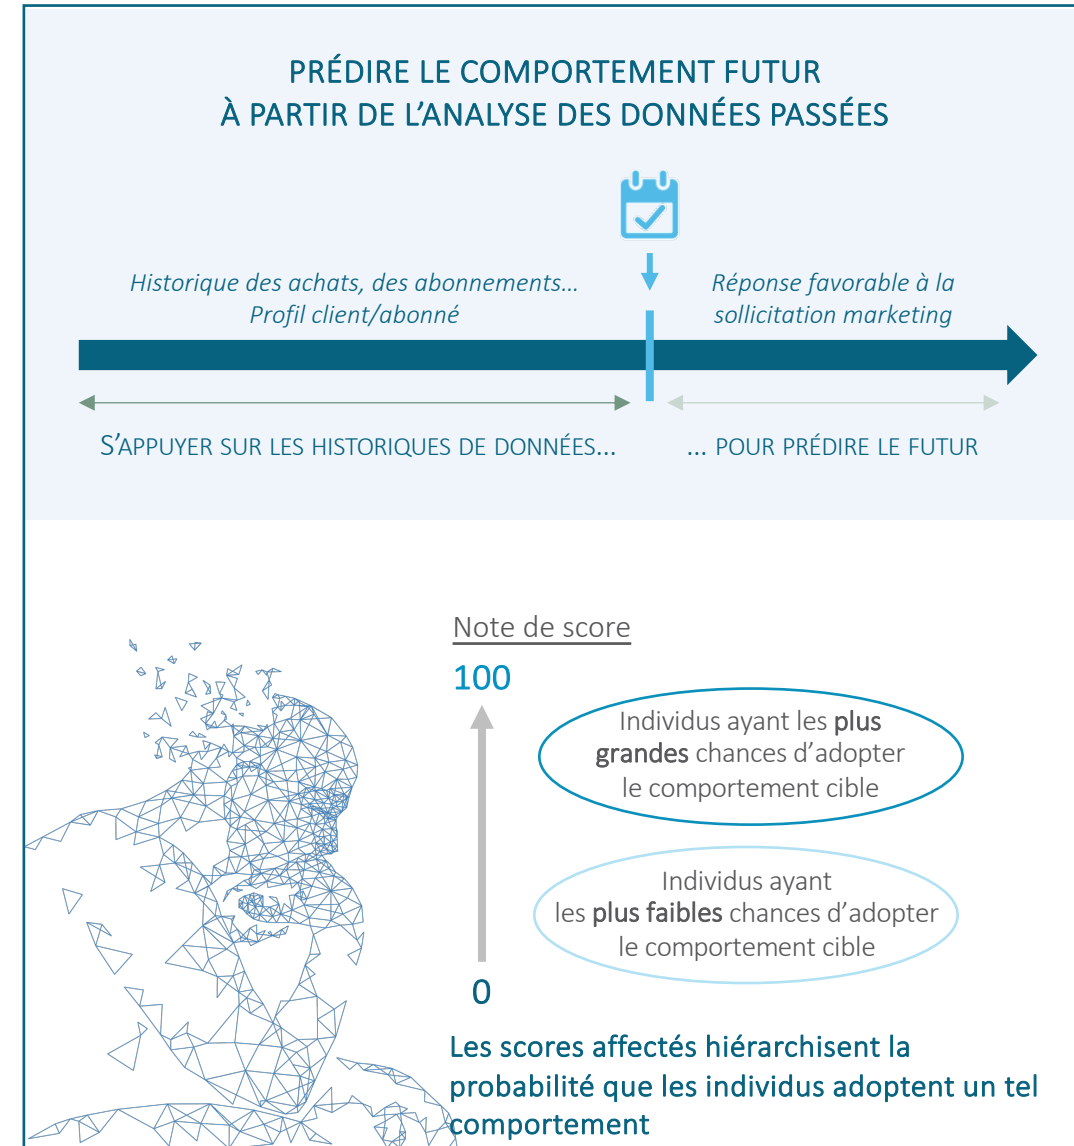 PRÉDIRE LE COMPORTEMENT FUTUR
À PARTIR DE L’ANALYSE DES DONNÉES PASSÉES
Historique des achats, des abonnements…
Profil client/abonné
Réponse favorable à la
sollicitation marketing
S’APPUYER SUR LES HISTORIQUES DE DONNÉES…
… POUR PRÉDIRE LE FUTUR
Note de score
100
Individus ayant les plus
grandes chances d’adopter
le comportement cible
Individus ayant
les plus faibles chances d’adopter
le comportement cible
0
Les scores affectés hiérarchisent la
probabilité que les individus adoptent un tel
comportement